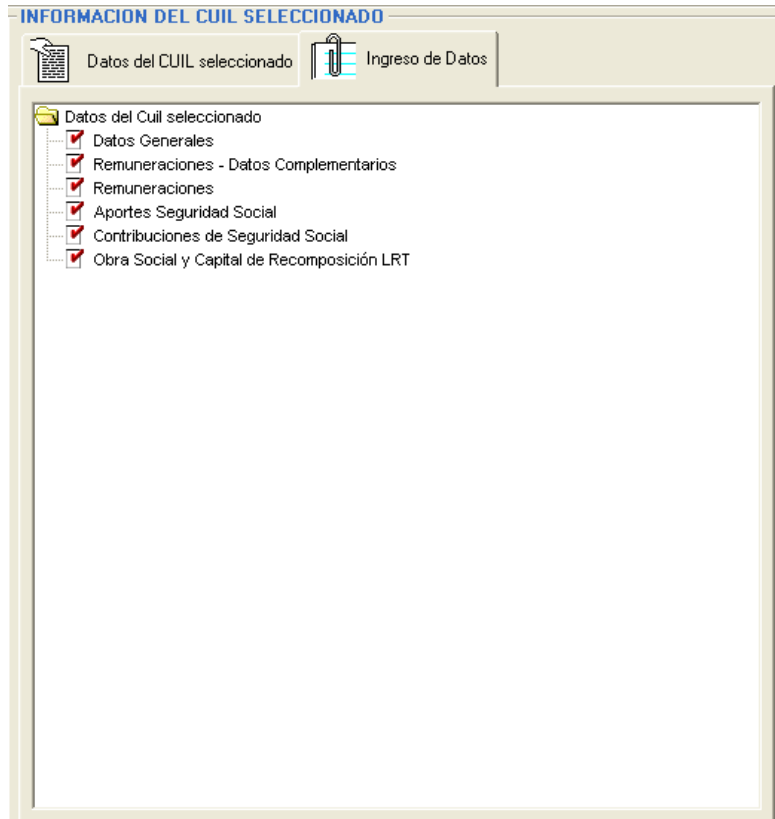 INFORMACION DEL CUIL SELECCIONADO
Datos del CUIL seleccionado
Ingreso de Datos
Datos del Cuil seleccionado
Datos Generales
Remuneraciones - Datos Complementarios
Remuneraciones
Aportes Seguridad Social
Contribuciones de Seguridad Social
Obra Social y Capital de Recomposición LRT